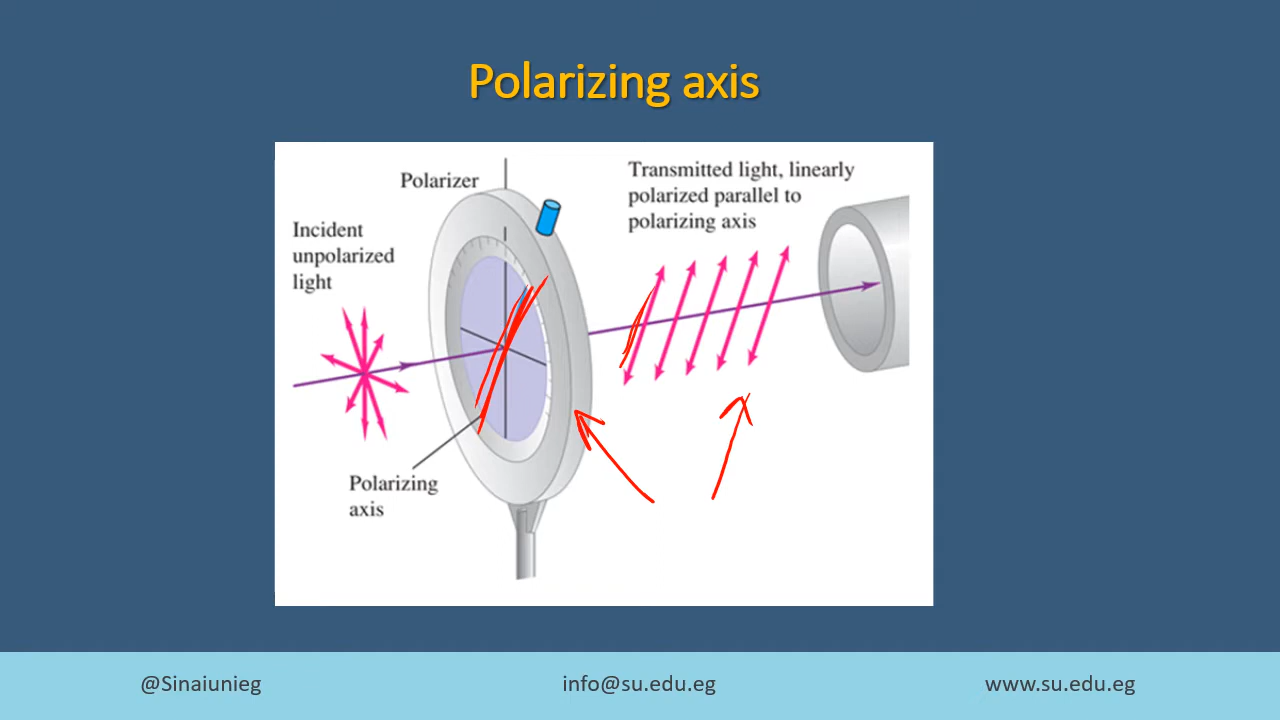 Polarizing axis
Polarizer
Transmitted light, linearly
polarized parallel to
polarizing axis
Incident
unpolarized
light
Polarizing
axis
@Sinaiunieg
info@su.edu.eg
www.su.edu.eg